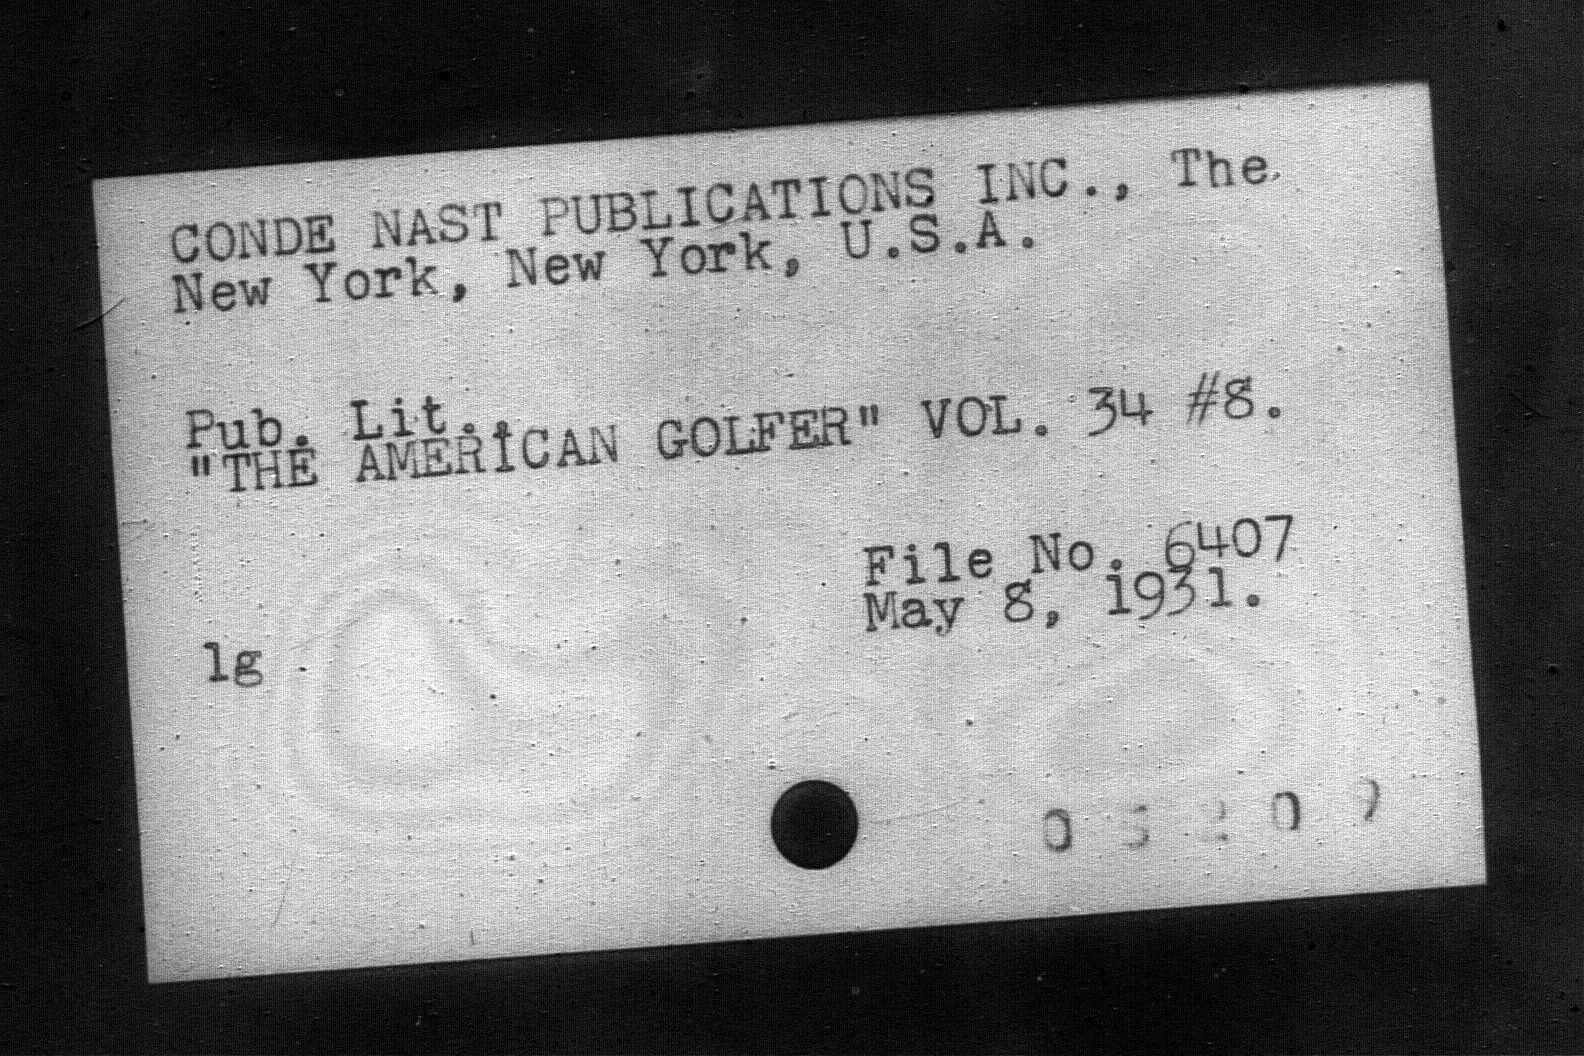 CONDE NAST PUBLICATIONS INC., The.
New York, New York, U.S.A.
Pub. Lit.
"THE AMERICAN GOLFER" VOL. 34 #8.
File No. 6407
May 8, 1931.
lg